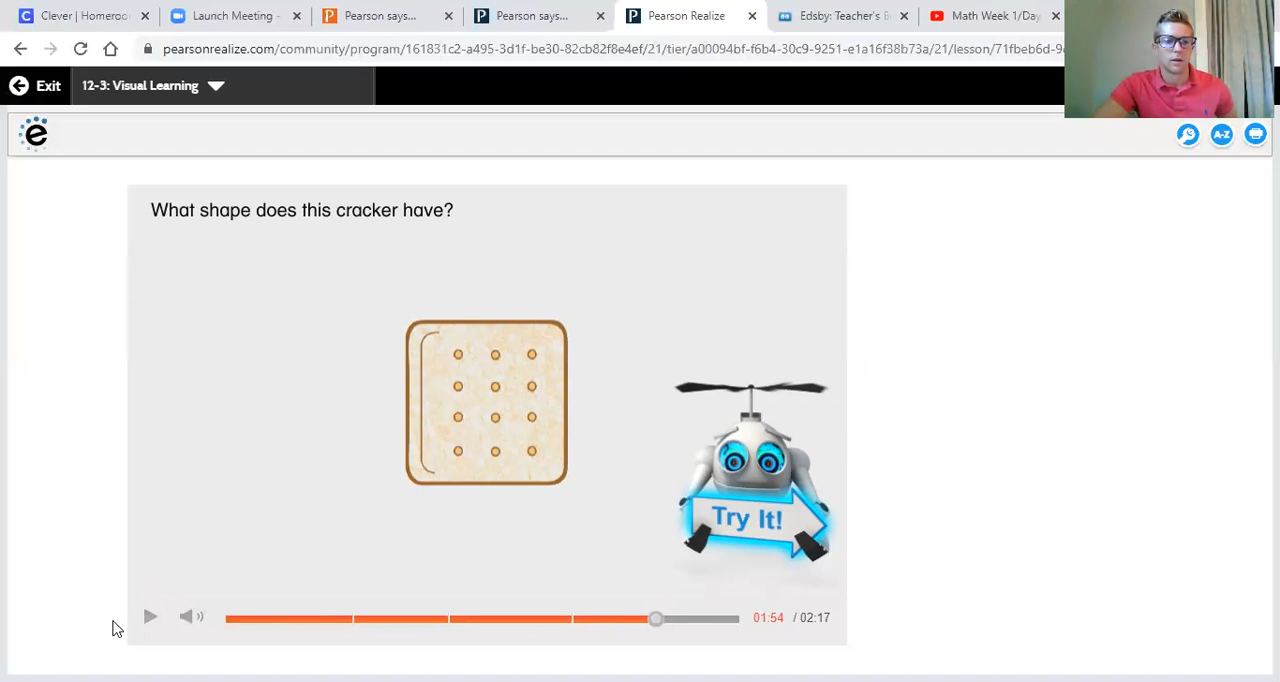 Clever | Homeroo
Launch Meeting -
Pearson says...
Pearson says...
Pearson Realize
Edsby: Teacher's B
Math Week 1/Day
pearsonrealize.com/community/program/161831c2-a495-3d1f-be30-82cb82f8e4ef/21/tier/a00094bf-f6b4-30c9-9251-e1a16f38b73a/21/lesson/71fbeb6d-9
Exit
12-3: Visual Learning
e
A-Z
What shape does this cracker have?
Try It!
01:54 / 02:17